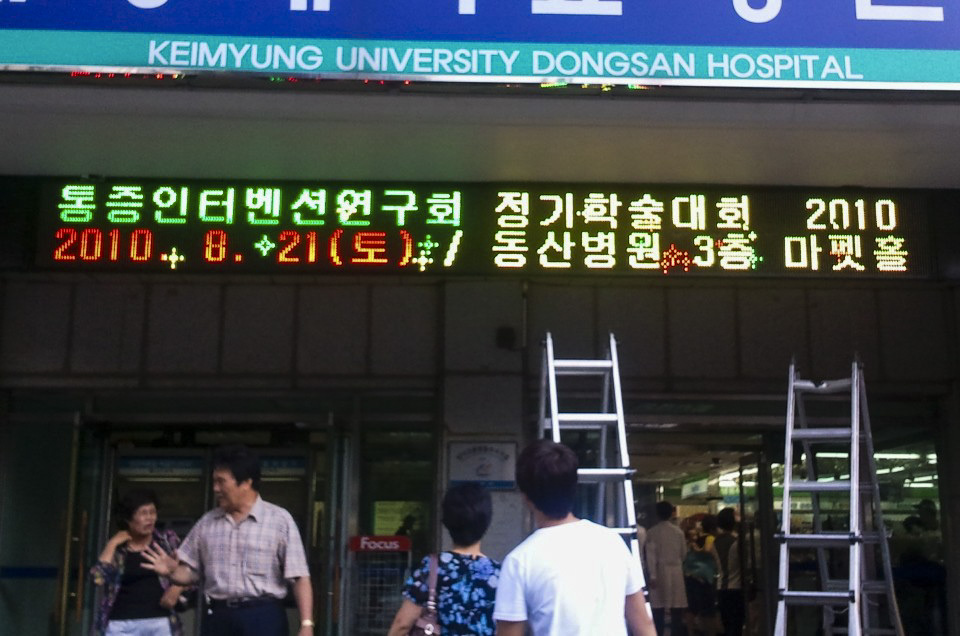 KEIMYUNG UNIVERSITY DONGSAN HOSPITAL
통증인터벤션연구회 정기학술대회 2010
2010. 8. 21(토) / 동산병원 3층 마펫홀
Focus